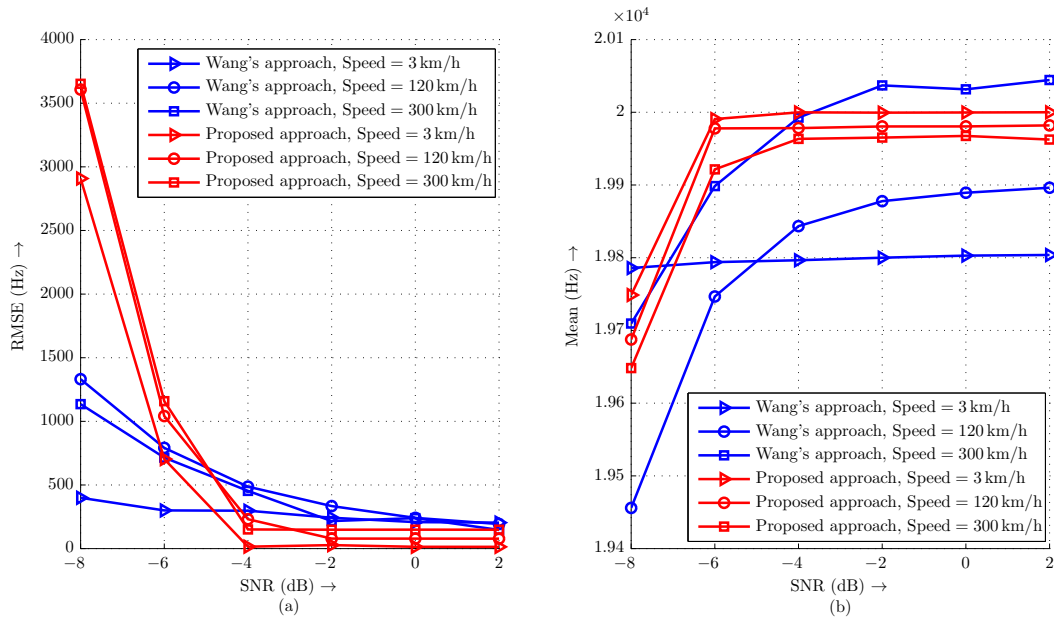 4000
3500
3000
2500
2000
1500
1000
500
0
RMSE (Hz) →
Wang's approach, Speed = 3 km/h
Wang's approach, Speed = 120 km/h
Wang's approach, Speed = 300 km/h
Proposed approach, Speed = 3 km/h
Proposed approach, Speed = 120 km/h
Proposed approach, Speed = 300 km/h
−8 −6 −4 −2 0 2
SNR (dB) →
(a)
×10⁴
2.01
2
1.99
1.98
1.97
1.96
1.95
1.94
Mean (Hz) →
Wang's approach, Speed = 3 km/h
Wang's approach, Speed = 120 km/h
Wang's approach, Speed = 300 km/h
Proposed approach, Speed = 3 km/h
Proposed approach, Speed = 120 km/h
Proposed approach, Speed = 300 km/h
−8 −6 −4 −2 0 2
SNR (dB) →
(b)